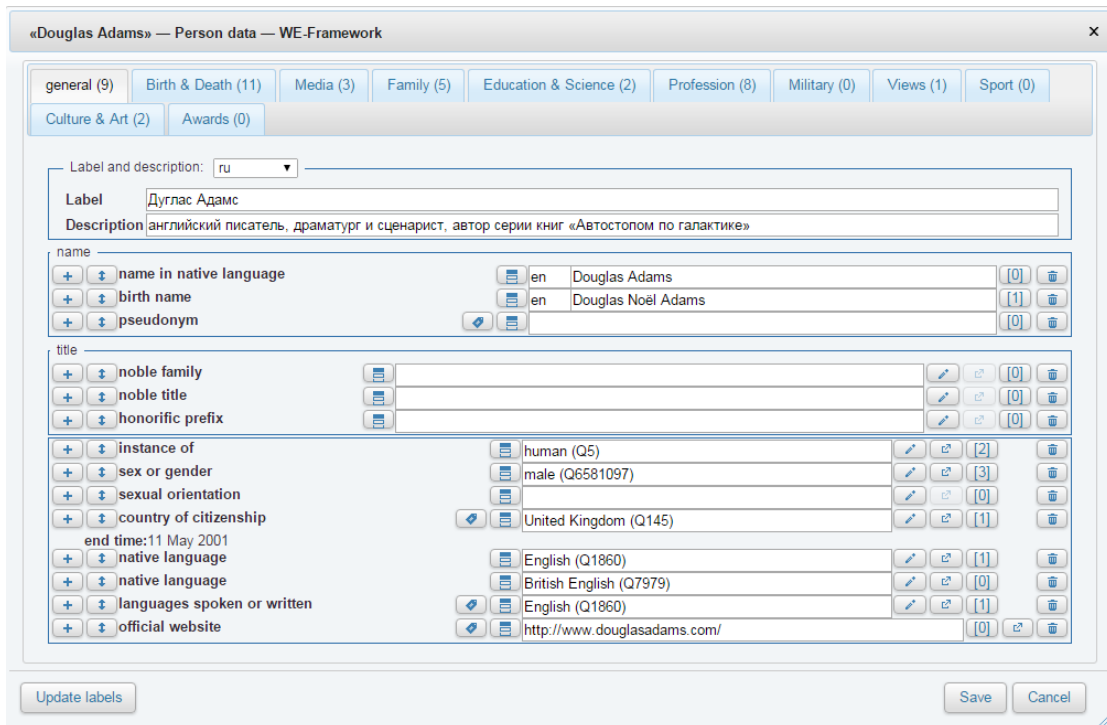 «Douglas Adams» — Person data — WE-Framework x
general (9) Birth & Death (11) Media (3) Family (5) Education & Science (2) Profession (8) Military (0) Views (1) Sport (0)
Culture & Art (2) Awards (0)
Label and description: ru
Label Дуглас Адамс
Description английский писатель, драматург и сценарист, автор серии книг «Автостопом по галактике»
name
name in native language en Douglas Adams [0]
birth name en Douglas Noël Adams [1]
pseudonym [0]
title
noble family [0]
noble title [0]
honorific prefix [0]
instance of human (Q5) [2]
sex or gender male (Q6581097) [3]
sexual orientation [0]
country of citizenship United Kingdom (Q145) [1]
end time:11 May 2001
native language English (Q1860) [1]
native language British English (Q7979) [0]
languages spoken or written English (Q1860) [1]
official website http://www.douglasadams.com/ [0]
Update labels Save Cancel